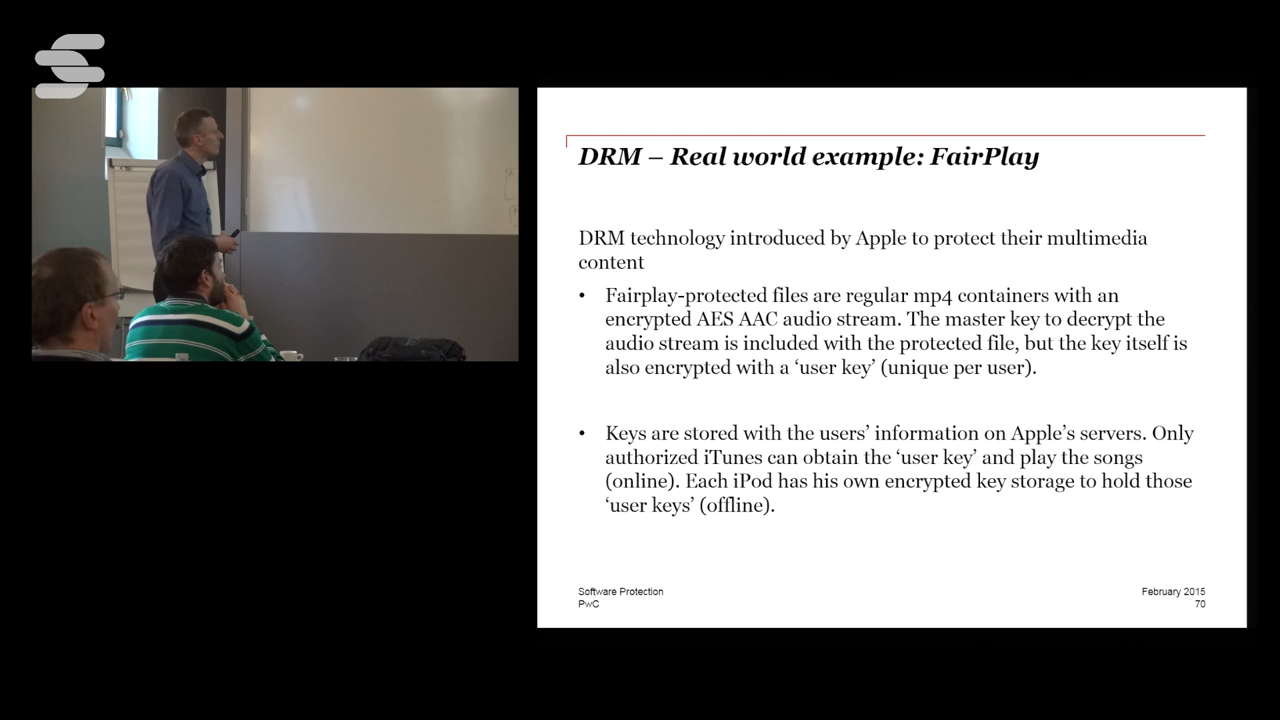 DRM – Real world example: FairPlay
DRM technology introduced by Apple to protect their multimedia
content
• Fairplay-protected files are regular mp4 containers with an
encrypted AES AAC audio stream. The master key to decrypt the
audio stream is included with the protected file, but the key itself is
also encrypted with a ‘user key’ (unique per user).
• Keys are stored with the users’ information on Apple’s servers. Only
authorized iTunes can obtain the ‘user key’ and play the songs
(online). Each iPod has his own encrypted key storage to hold those
‘user keys’ (offline).
Software Protection
PwC
February 2015
70